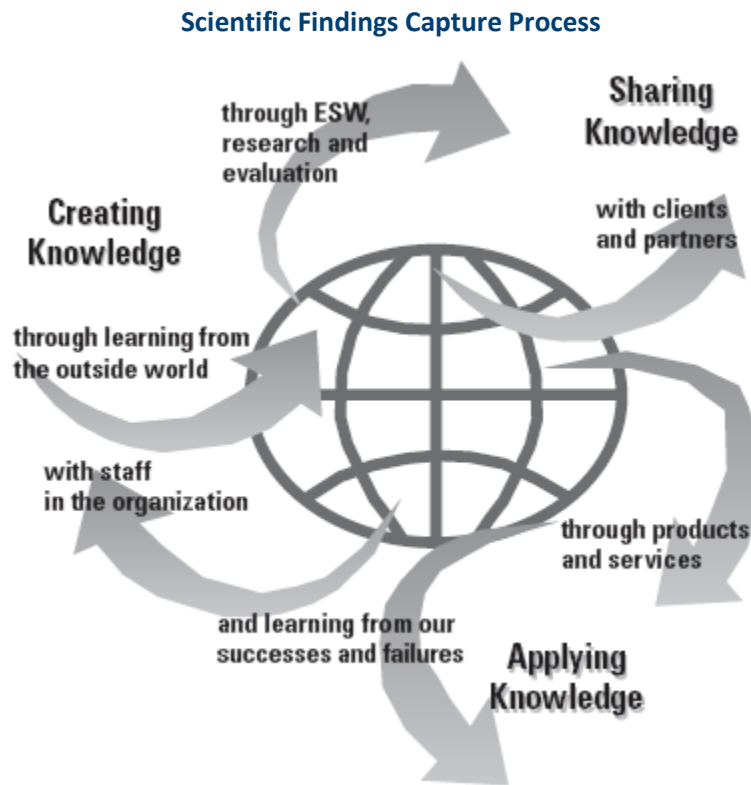 Scientific Findings Capture Process
through ESW,
research and
evaluation
Sharing
Knowledge
with clients
and partners
Creating
Knowledge
through learning from
the outside world
with staff
in the organization
through products
and services
and learning from our
successes and failures
Applying
Knowledge